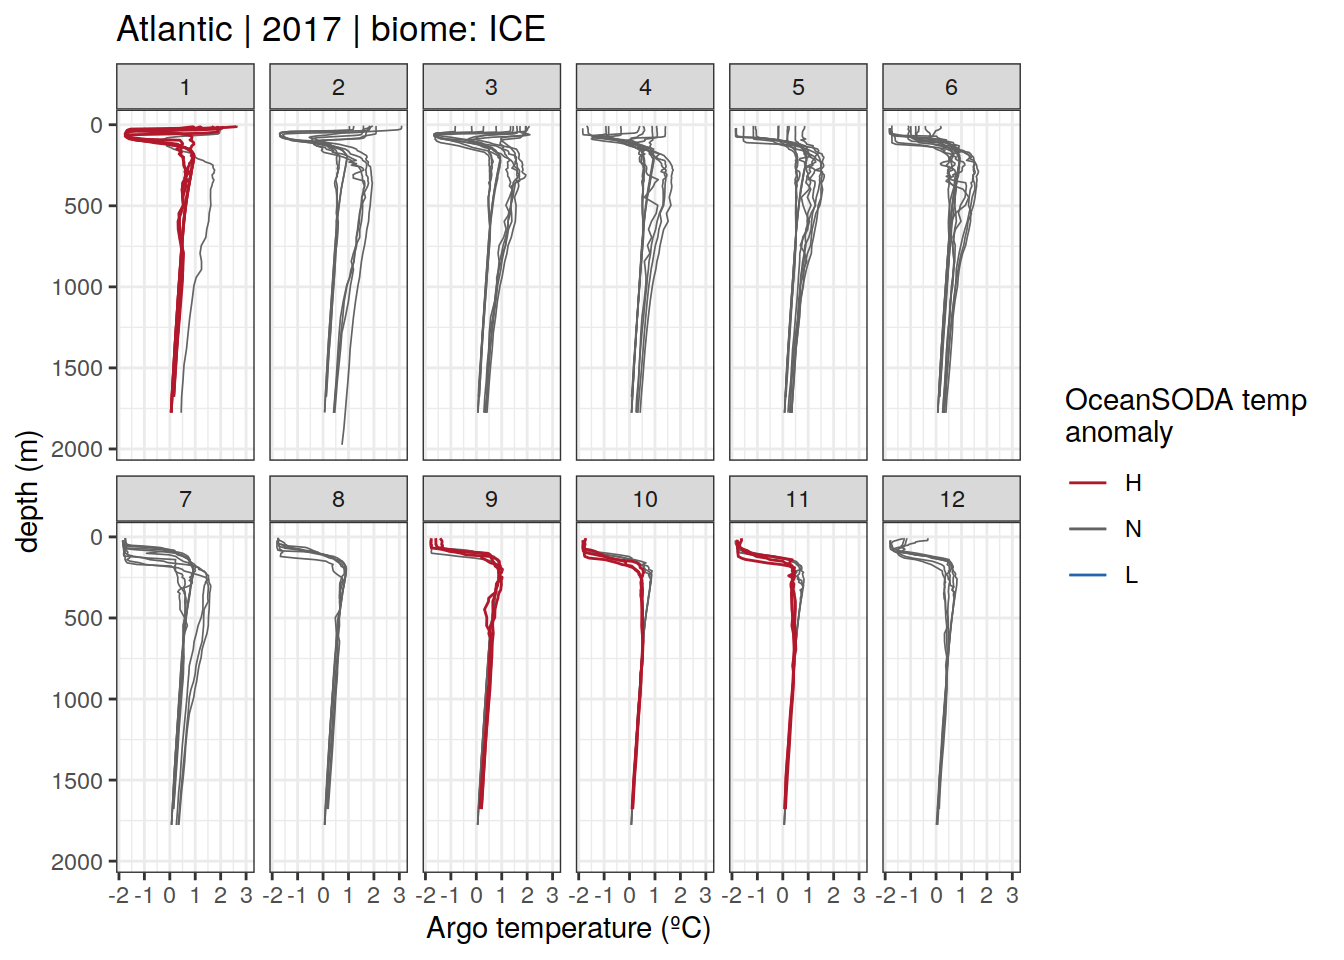 Atlantic | 2017 | biome: ICE
1 2 3 4 5 6
0
500
1000
1500
2000
7 8 9 10 11 12
0
500
1000
1500
2000
-2 -1 0 1 2 3 -2 -1 0 1 2 3 -2 -1 0 1 2 3 -2 -1 0 1 2 3 -2 -1 0 1 2 3 -2 -1 0 1 2 3
Argo temperature (ºC)
depth (m)
OceanSODA temp
anomaly
H
N
L